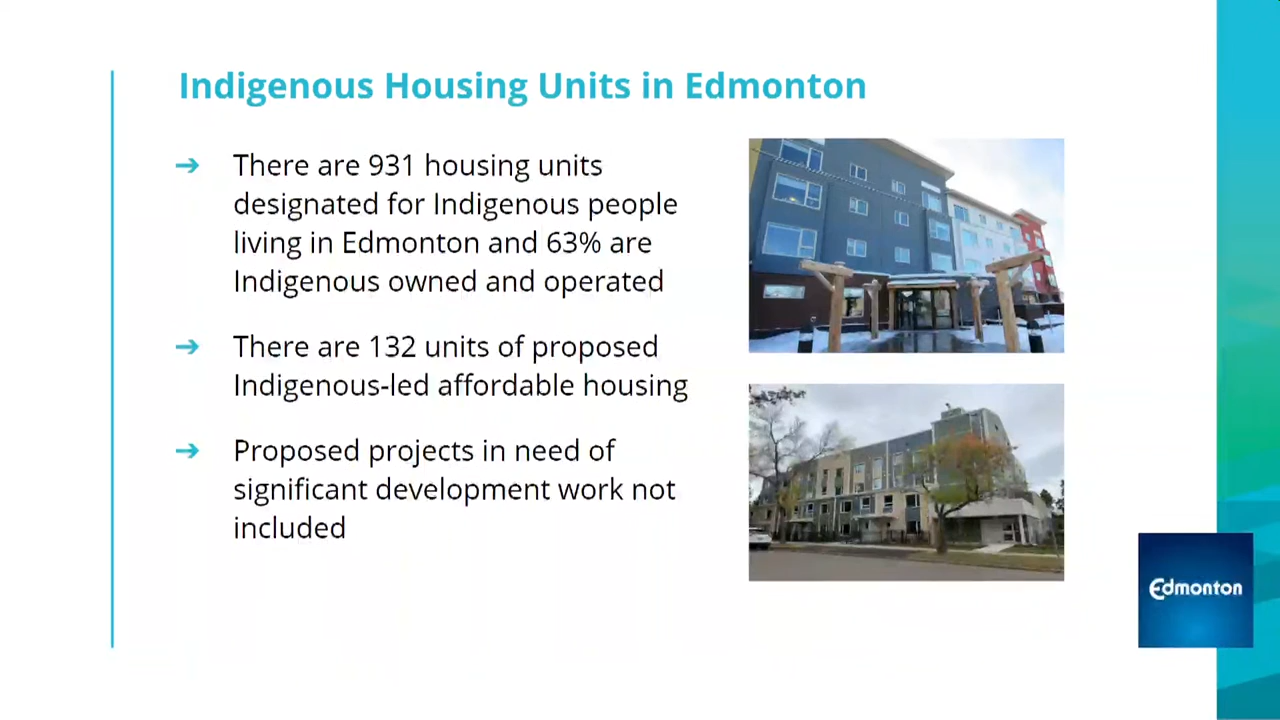 Indigenous Housing Units in Edmonton
➔ There are 931 housing units
designated for Indigenous people
living in Edmonton and 63% are
Indigenous owned and operated
➔ There are 132 units of proposed
Indigenous-led affordable housing
➔ Proposed projects in need of
significant development work not
included
Edmonton